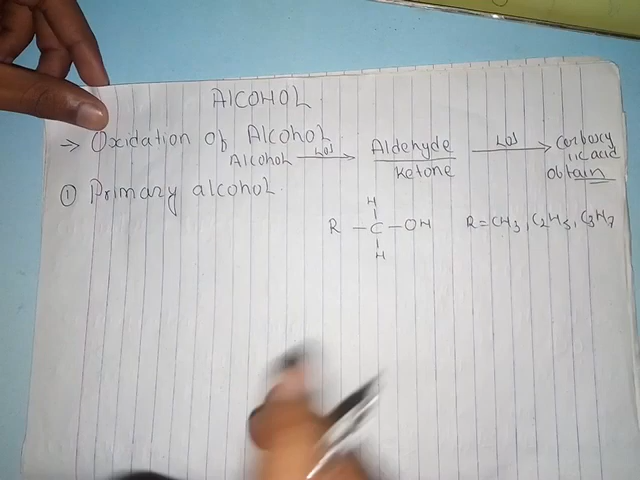 AlCOHOL
→ Oxidation of AlcohoL
AlcohoL [O] → Aldehyde / Ketone [O] → Carboxylic acid obtain
① Primary alcohoL.
H
R – C – OH R = CH3, C2H5, C3H7
H